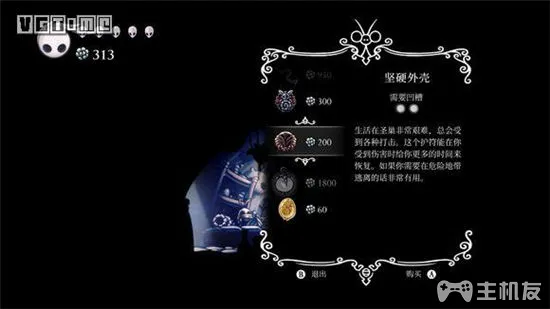 VGTIME
313
950
300
200
1800
60
坚硬外壳
需要凹槽
生活在圣巢非常艰难，总会受
到各种打击。这个护符能在你
受到伤害时给你更多的时间来
恢复。如果你需要在危险地带
逃离的话非常有用。
B 退出
购买 A
主机友